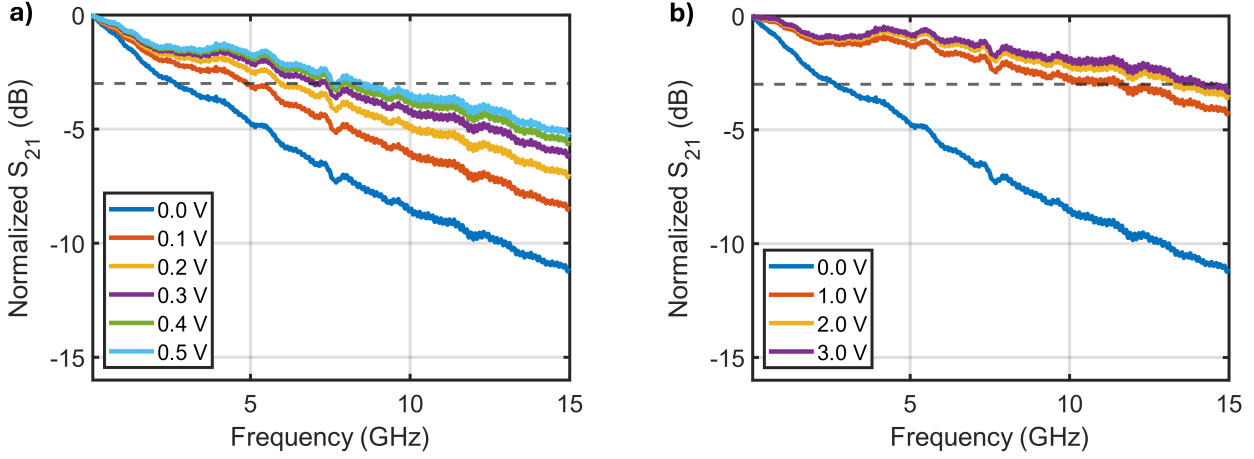 a)
Normalized S21 (dB)
0
-5
-10
-15
0.0 V
0.1 V
0.2 V
0.3 V
0.4 V
0.5 V
5
10
15
Frequency (GHz)
b)
Normalized S21 (dB)
0
-5
-10
-15
0.0 V
1.0 V
2.0 V
3.0 V
5
10
15
Frequency (GHz)